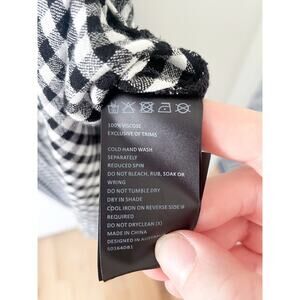 100% VISCOSE
EXCLUSIVE OF TRIMS
COLD HAND WASH
SEPARATELY
REDUCED SPIN
DO NOT BLEACH, RUB, SOAK OR
WRING
DO NOT TUMBLE DRY
DRY IN SHADE
COOL IRON ON REVERSE SIDE IF
REQUIRED
DO NOT DRYCLEAN (X)
MADE IN CHINA
DESIGNED IN